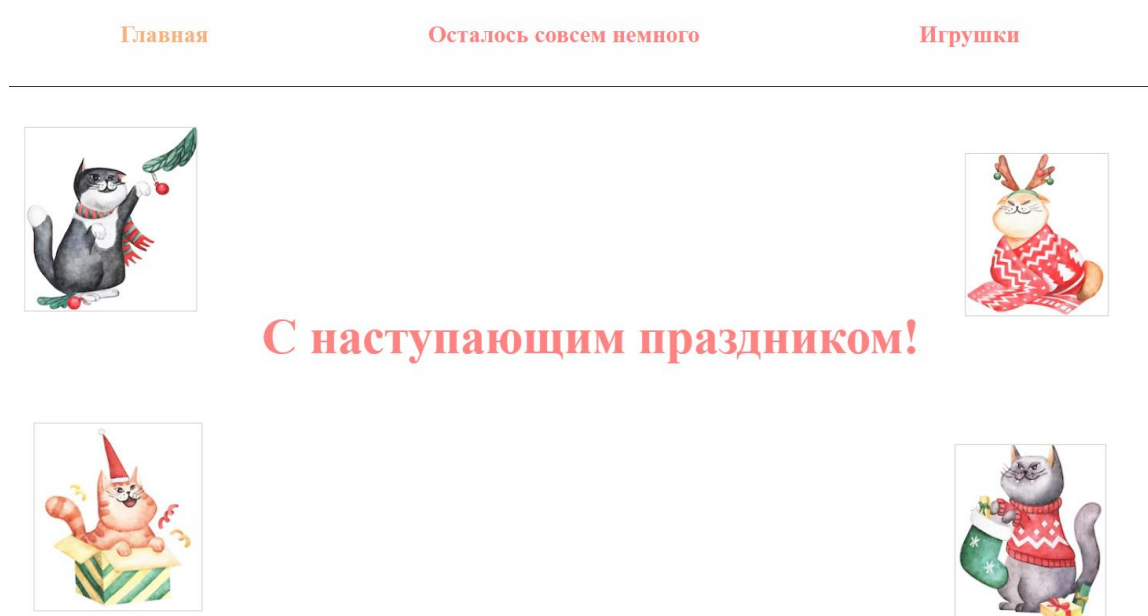 Главная
Осталось совсем немного
Игрушки
С наступающим праздником!